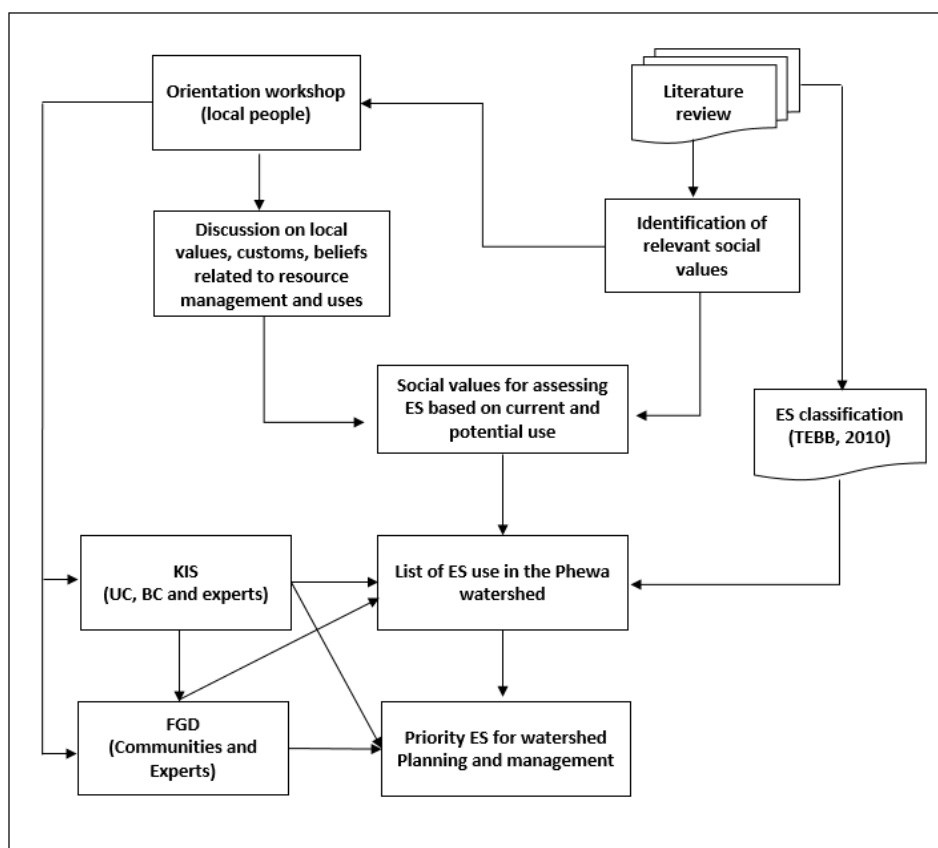 Orientation workshop
(local people)
Literature
review
Discussion on local
values, customs, beliefs
related to resource
management and uses
Identification of
relevant social
values
Social values for assessing
ES based on current and
potential use
ES classification
(TEBB, 2010)
KIS
(UC, BC and experts)
List of ES use in the Phewa
watershed
FGD
(Communities and
Experts)
Priority ES for watershed
Planning and management